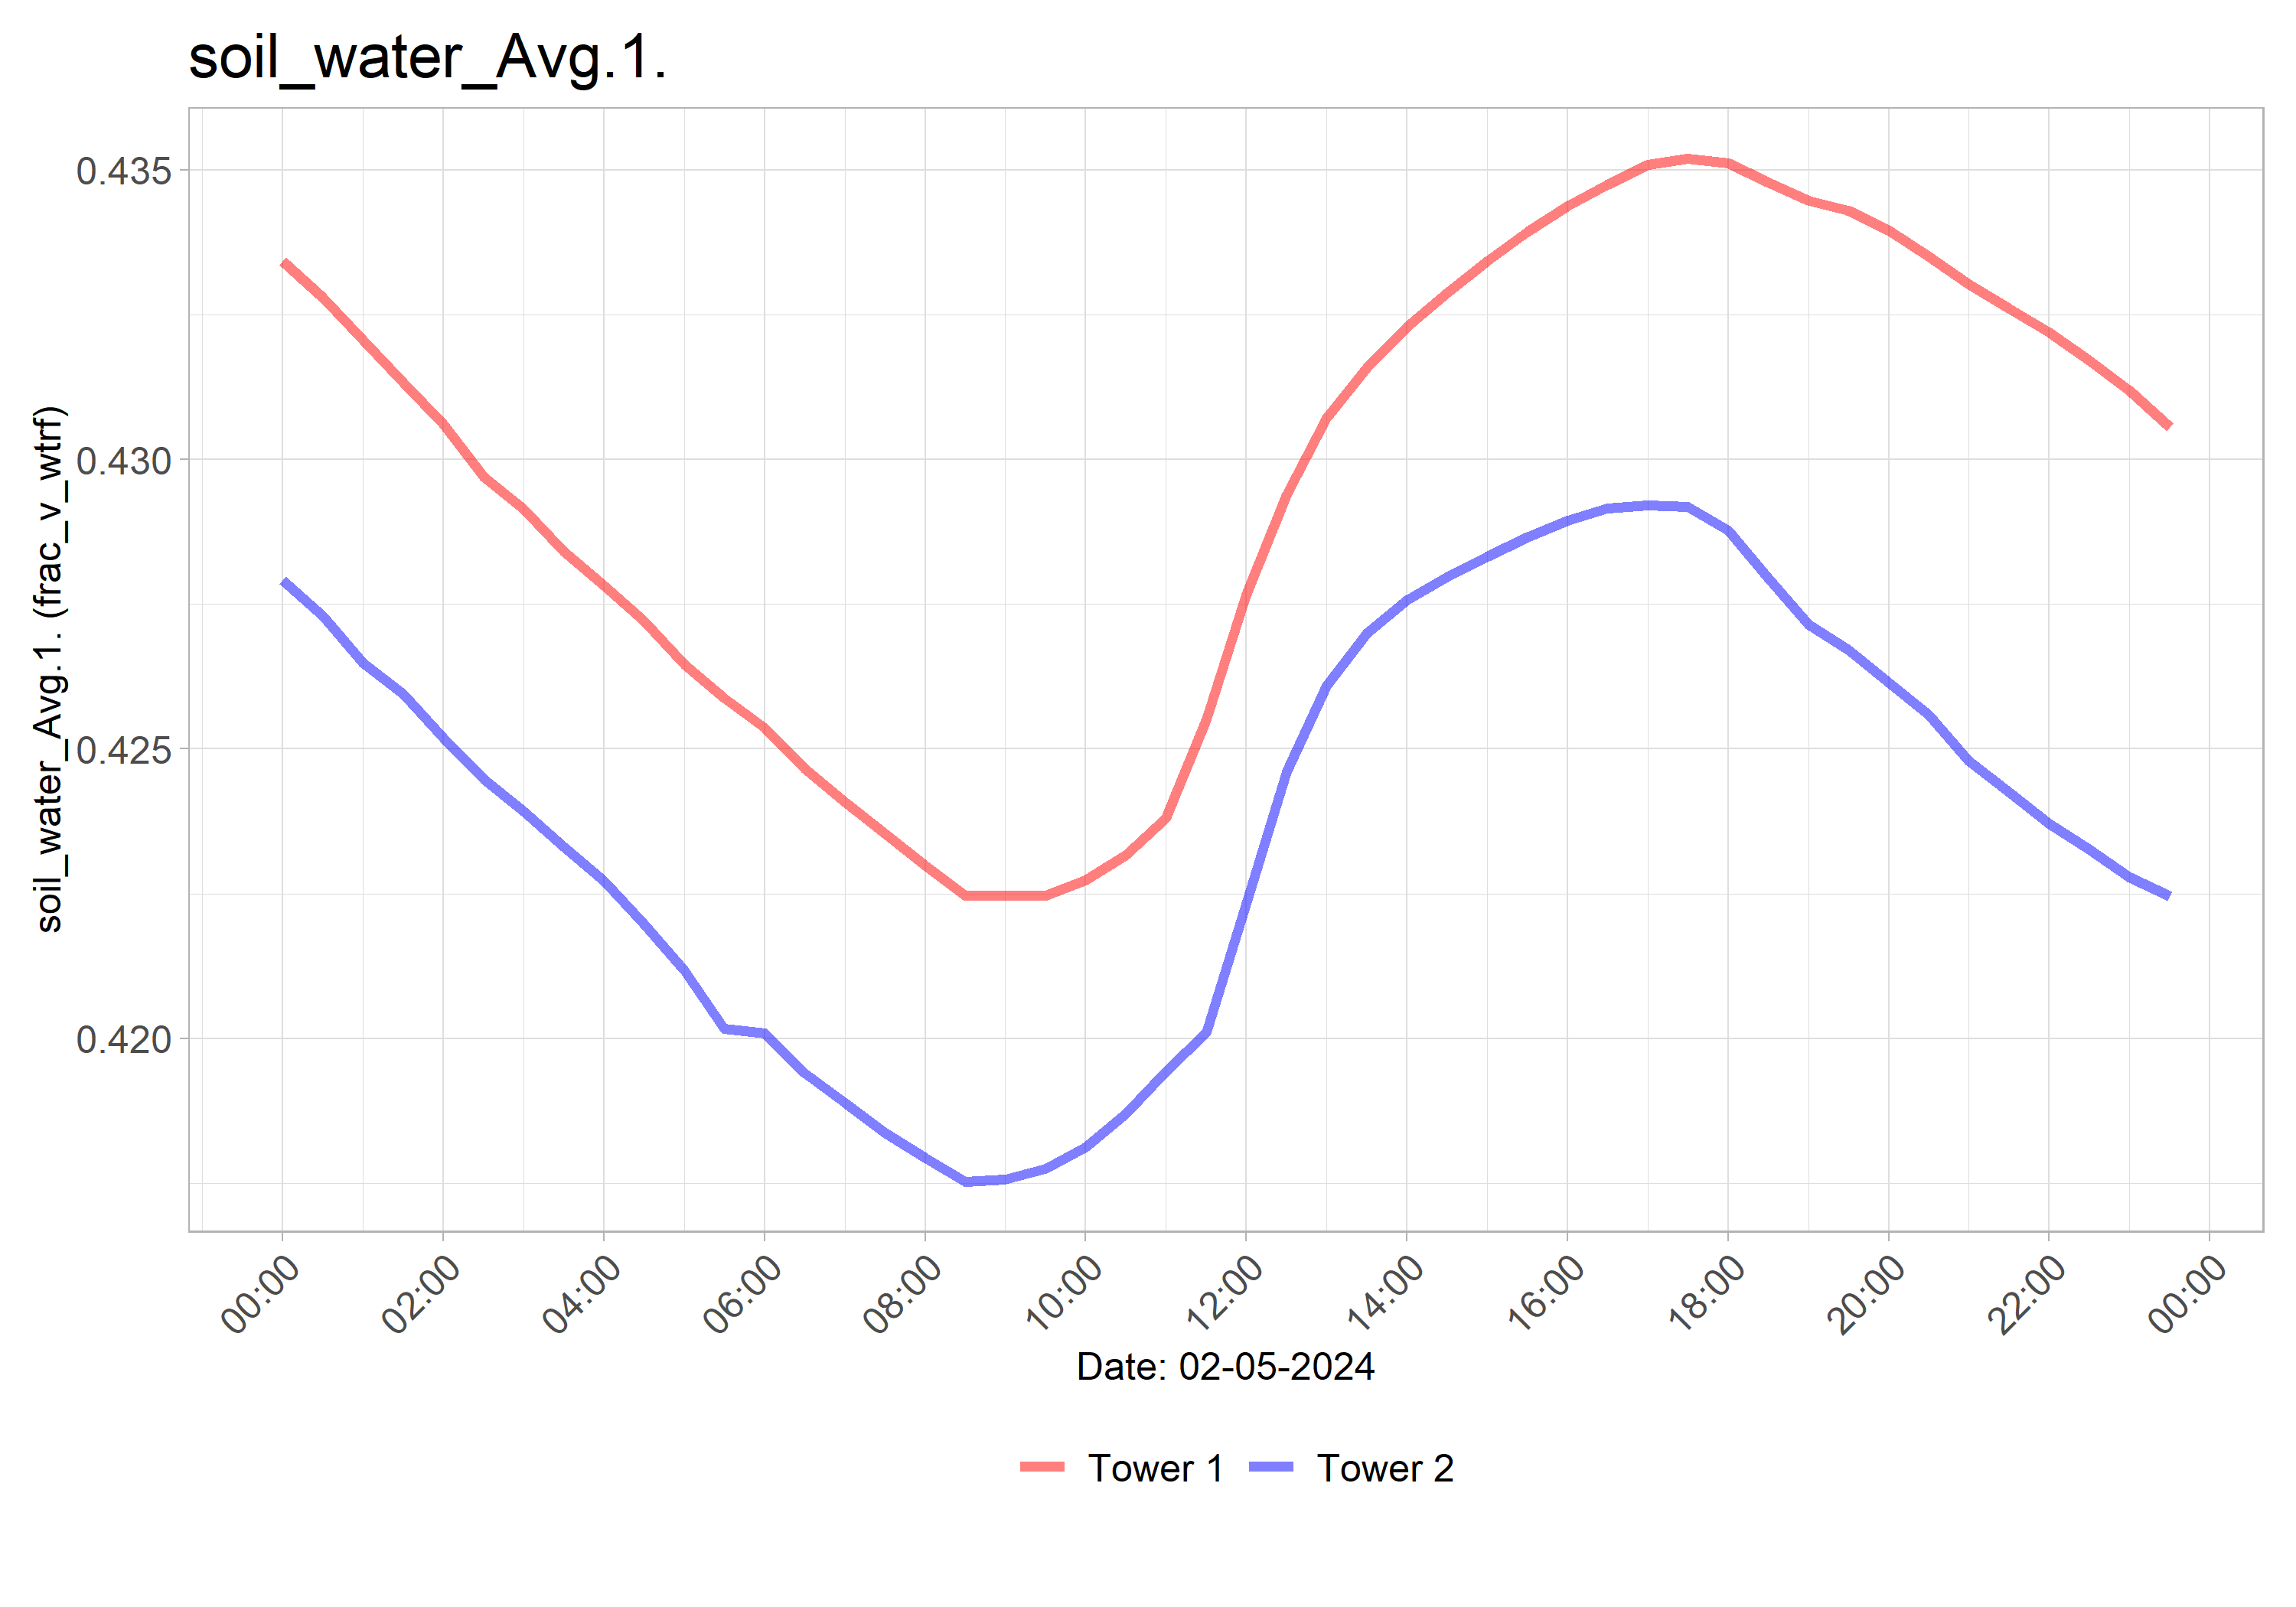 soil_water_Avg.1.
soil_water_Avg.1. (frac_v_wtrf)
0.435
0.430
0.425
0.420
00:00 02:00 04:00 06:00 08:00 10:00 12:00 14:00 16:00 18:00 20:00 22:00 00:00
Date: 02-05-2024
Tower 1 Tower 2